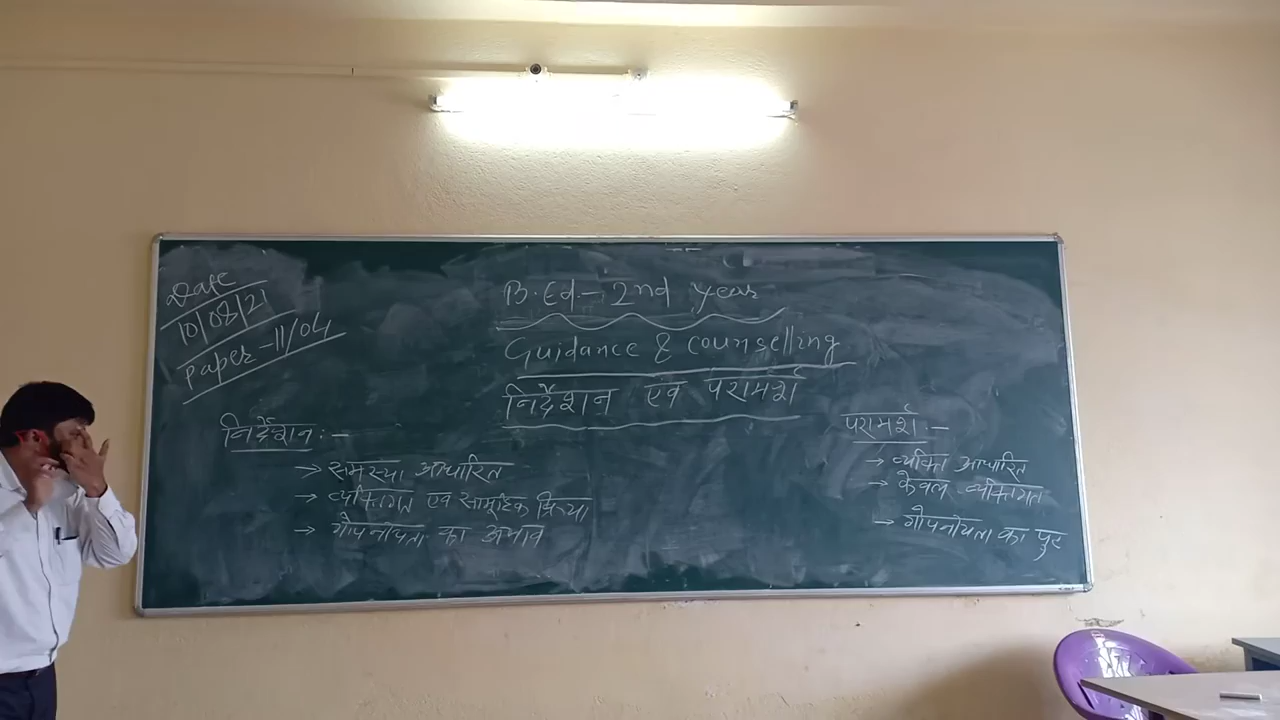 Date
10/08/21
Paper-11/04
B.Ed.- 2nd year
Guidance & counselling
निर्देशन एवं परामर्श
निर्देशन:-
→ समस्या आधारित
→ व्यक्तिगत एवं सामूहिक क्रिया
→ गोपनीयता का अभाव
परामर्श:-
→ व्यक्ति आधारित
→ केवल व्यक्तिगत
→ गोपनीयता का